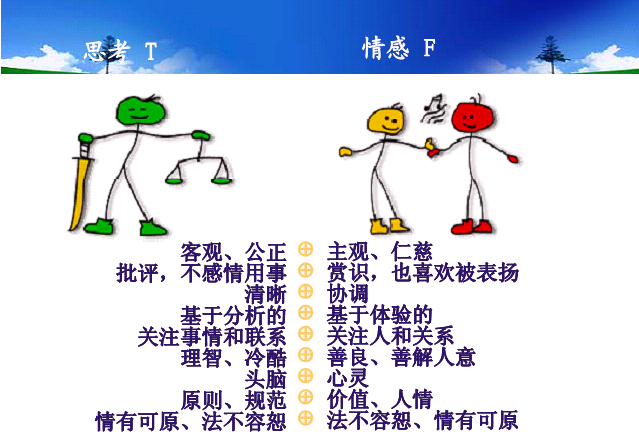 思考 T 情感 F
客观、公正 主观、仁慈
批评，不感情用事 赏识，也喜欢被表扬
清晰 协调
基于分析的 基于体验的
关注事情和联系 关注人和关系
理智、冷酷 善良、善解人意
头脑 心灵
原则、规范 价值、人情
情有可原、法不容恕 法不容恕、情有可原